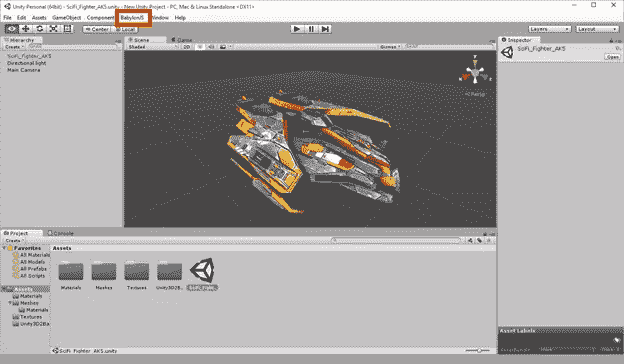 Unity Personal (64bit) - SciFi_Fighter_AK5.unity - New Unity Project - PC, Mac & Linux Standalone <DX11>
File Edit Assets GameObject Component BabylonJS Window Help
Center Local Layers Layout
Hierarchy
Create
SciFi_Fighter_AK5
Directional light
Main Camera
Scene Game
Shaded 2D Gizmos
Persp
Inspector
SciFi_Fighter_AK5
Open
Project Console
Create
Favorites
All Materials
All Models
All Prefabs
All Scripts
Assets
Materials
Meshes
Materials
Textures
Unity3D2Ba
Assets
Materials Meshes Textures Unity3D2B... SciFi_Fighte...
SciFi_Fighter_AK5.unity
Asset Labels